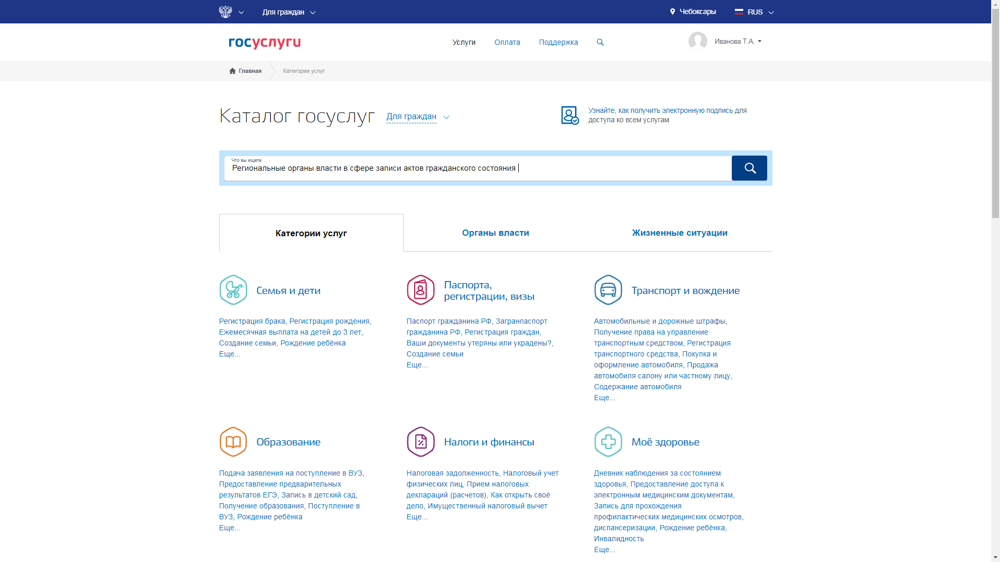 Для граждан
Чебоксары
RUS
госуслуги
Услуги
Оплата
Поддержка
Иванова Т.А.
Главная
Категории услуг
Каталог госуслуг
Для граждан
Узнайте, как получить электронную подпись для
доступа ко всем услугам
Что вы ищете
Региональные органы власти в сфере записи актов гражданского состояния
Категории услуг
Органы власти
Жизненные ситуации
Семья и дети
Регистрация брака, Регистрация рождения,
Ежемесячная выплата на детей до 3 лет,
Создание семьи, Рождение ребёнка
Еще...
Паспорта,
регистрации, визы
Паспорт гражданина РФ, Загранпаспорт
гражданина РФ, Регистрация граждан,
Ваши документы утеряны или украдены?,
Создание семьи
Еще...
Транспорт и вождение
Автомобильные и дорожные штрафы,
Получение права на управление
транспортным средством, Регистрация
транспортного средства, Покупка и
оформление автомобиля, Продажа
автомобиля салону или частному лицу,
Содержание автомобиля
Еще...
Образование
Подача заявления на поступление в ВУЗ,
Предоставление предварительных
результатов ЕГЭ, Запись в детский сад,
Получение образования, Поступление в
ВУЗ, Рождение ребёнка
Еще...
Налоги и финансы
Налоговая задолженность, Налоговый учет
физических лиц, Прием налоговых
деклараций (расчетов), Как открыть своё
дело, Имущественный налоговый вычет
Еще...
Моё здоровье
Дневник наблюдения за состоянием
здоровья, Предоставление доступа к
электронным медицинским документам,
Запись для прохождения
профилактических медицинских осмотров,
диспансеризации, Рождение ребёнка,
Инвалидность
Еще...